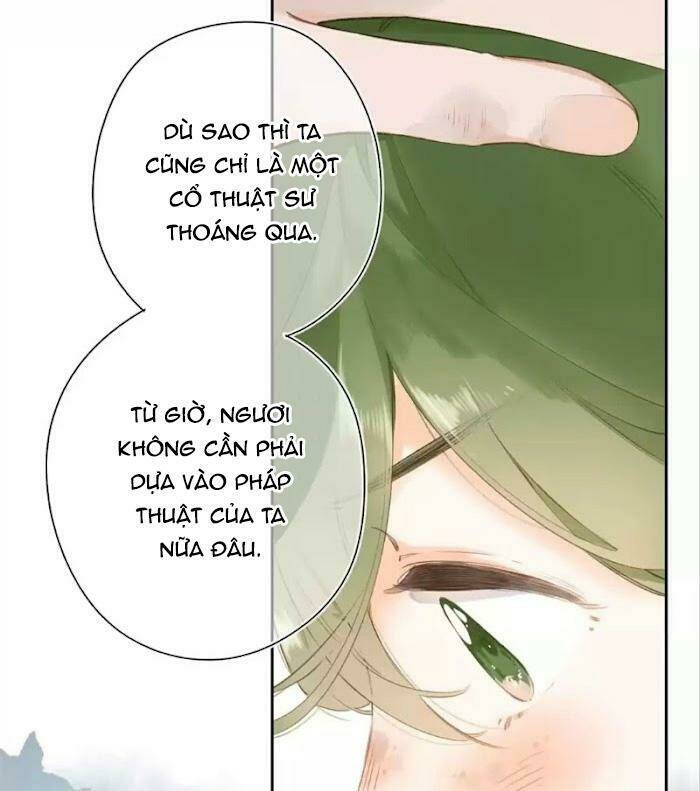 DÙ SAO THÌ TA
CŨNG CHỈ LÀ MỘT
CỔ THUẬT SƯ
THOÁNG QUA.
TỪ GIỜ, NGƯƠI
KHÔNG CẦN PHẢI
DỰA VÀO PHÁP
THUẬT CỦA TA
NỮA ĐÂU.